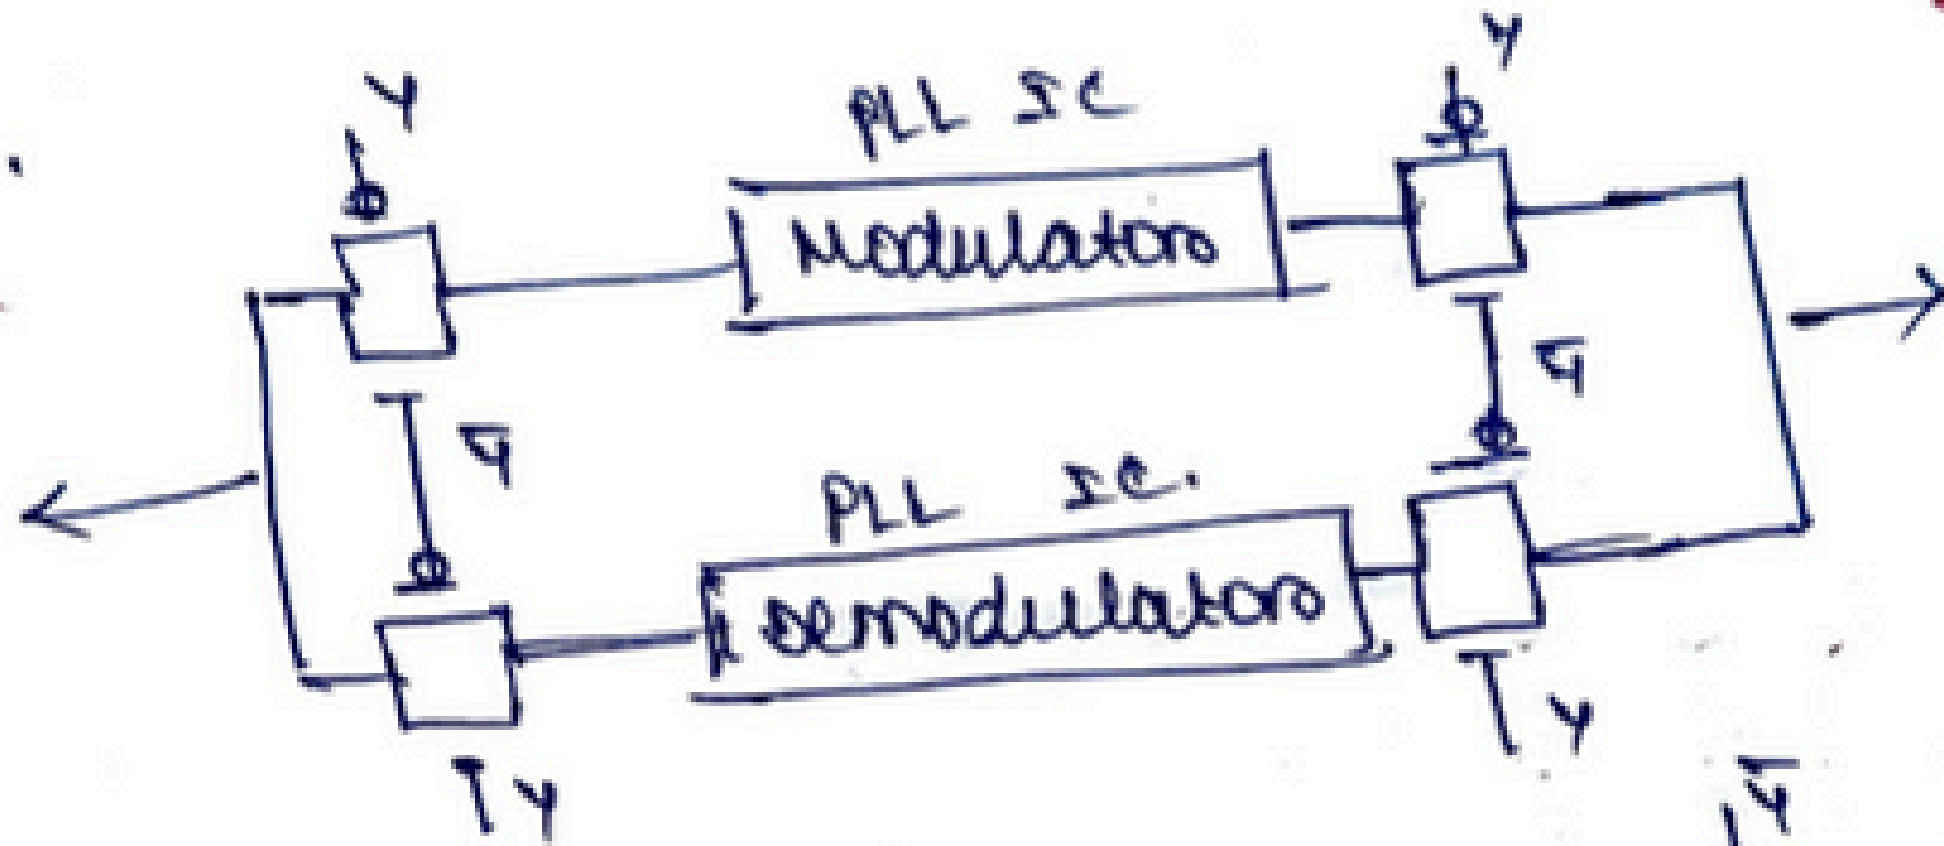 Y
Y
PLL IC
Modulator
Ȳ
Ȳ
PLL IC.
Demodulator
Y
Y
Ȳ